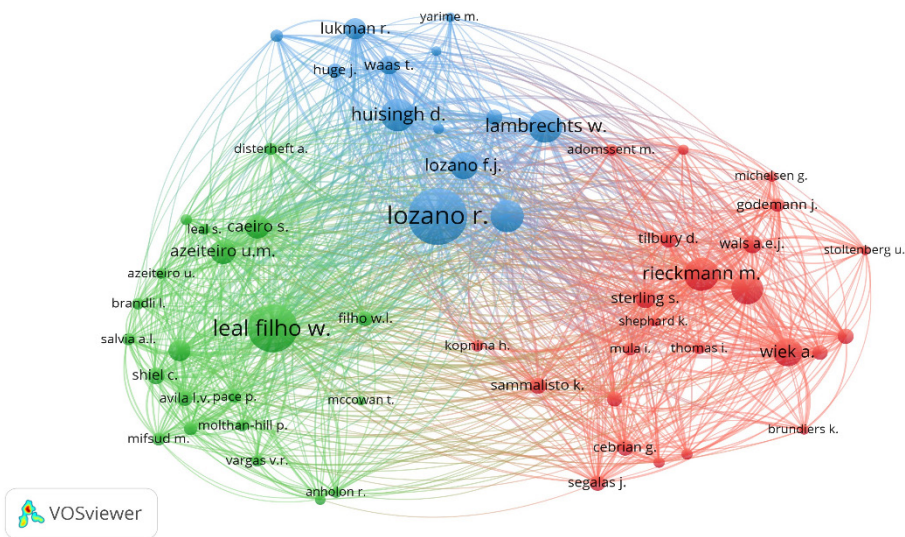 yarime m.
lukman r.
waas t.
huge j.
huisingh d.
lambrechts w.
disterheft a.
adomssent m.
lozano f.j.
michelsen g.
godemann j.
lozano r.
leal s.
caeiro s.
tilbury d.
wals a.e.j.
azeiteiro u.m.
stoltenberg u.
azeiteiro u.
rieckmann m.
brandli l.
sterling s.
leal filho w.
filho w.l.
shephard k.
salvia a.l.
kopnina h.
mula i.
thomas i.
wiek a.
shiel c.
sammalisto k.
avila l.v.
pace p.
mccowan t.
molthan-hill p.
mifsud m.
brundiers k.
cebrian g.
vargas v.r.
segalas j.
anholon r.
VOSviewer